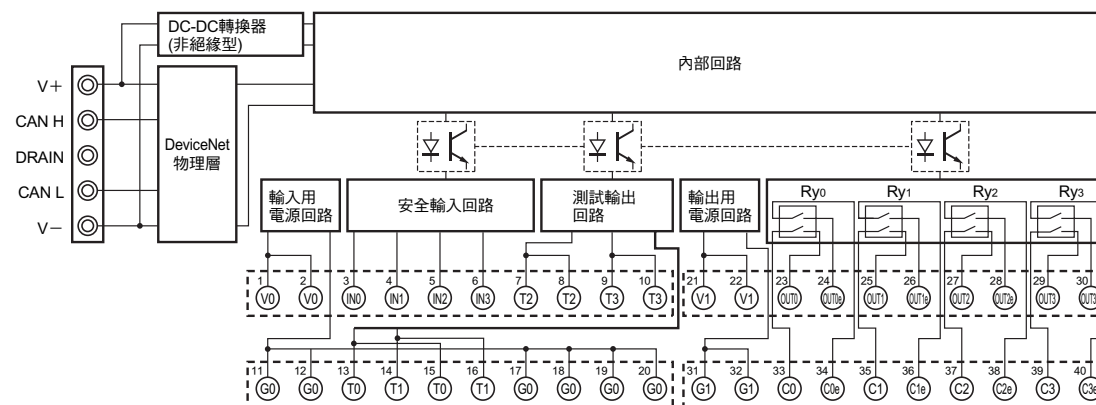 DC-DC轉換器
(非絕緣型)
內部回路
V+
CAN H
DRAIN
CAN L
V−
DeviceNet
物理層
輸入用
電源回路
安全輸入回路
測試輸出
回路
輸出用
電源回路
Ry0
Ry1
Ry2
Ry3
1 2 3 4 5 6 7 8 9 10
V0 V0 IN0 IN1 IN2 IN3 T2 T2 T3 T3
21 22 23 24 25 26 27 28 29 30
V1 V1 OUT0 OUT0e OUT1 OUT1e OUT2 OUT2e OUT3 OUT3
11 12 13 14 15 16 17 18 19 20
G0 G0 T0 T1 T0 T1 G0 G0 G0 G0
31 32 33 34 35 36 37 38 39 40
G1 G1 C0 C0e C1 C1e C2 C2e C3 C3e